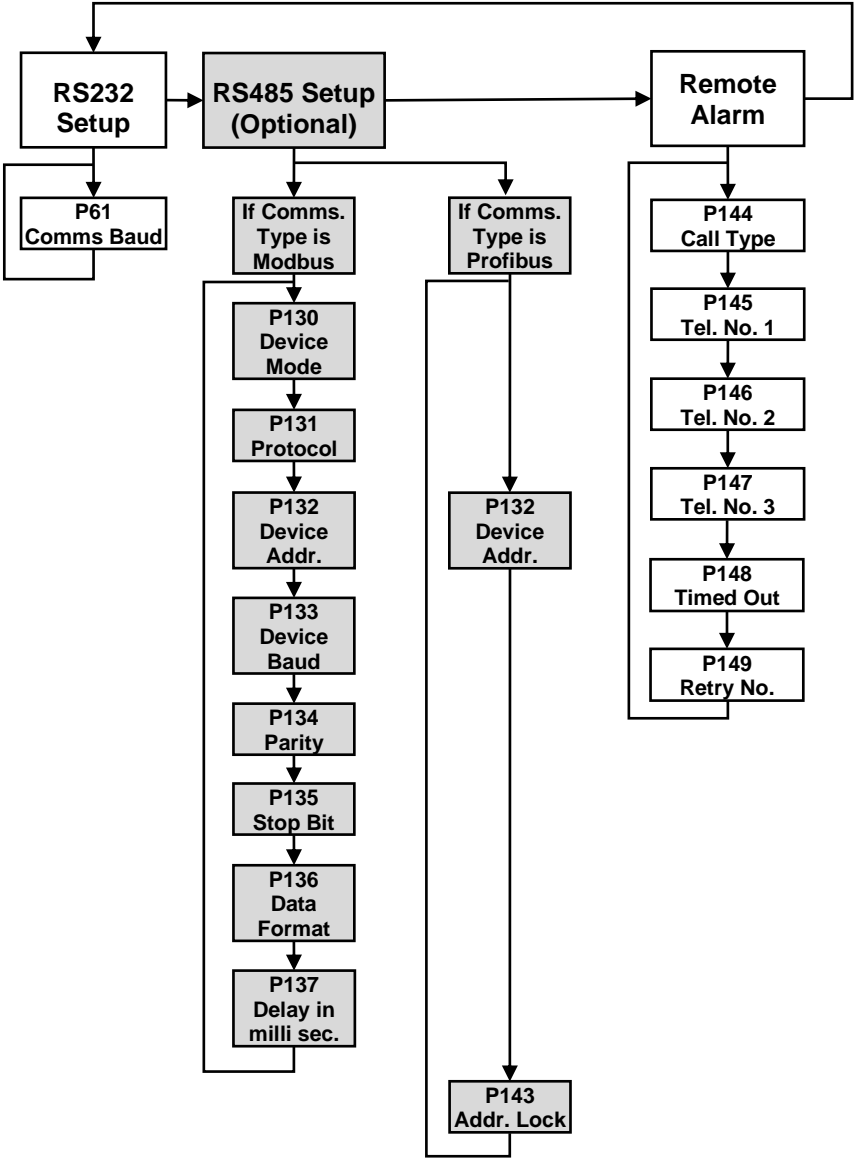 RS232
Setup
RS485 Setup
(Optional)
Remote
Alarm
P61
Comms Baud
If Comms.
Type is
Modbus
P130
Device
Mode
P131
Protocol
P132
Device
Addr.
P133
Device
Baud
P134
Parity
P135
Stop Bit
P136
Data
Format
P137
Delay in
milli sec.
If Comms.
Type is
Profibus
P132
Device
Addr.
P143
Addr. Lock
P144
Call Type
P145
Tel. No. 1
P146
Tel. No. 2
P147
Tel. No. 3
P148
Timed Out
P149
Retry No.